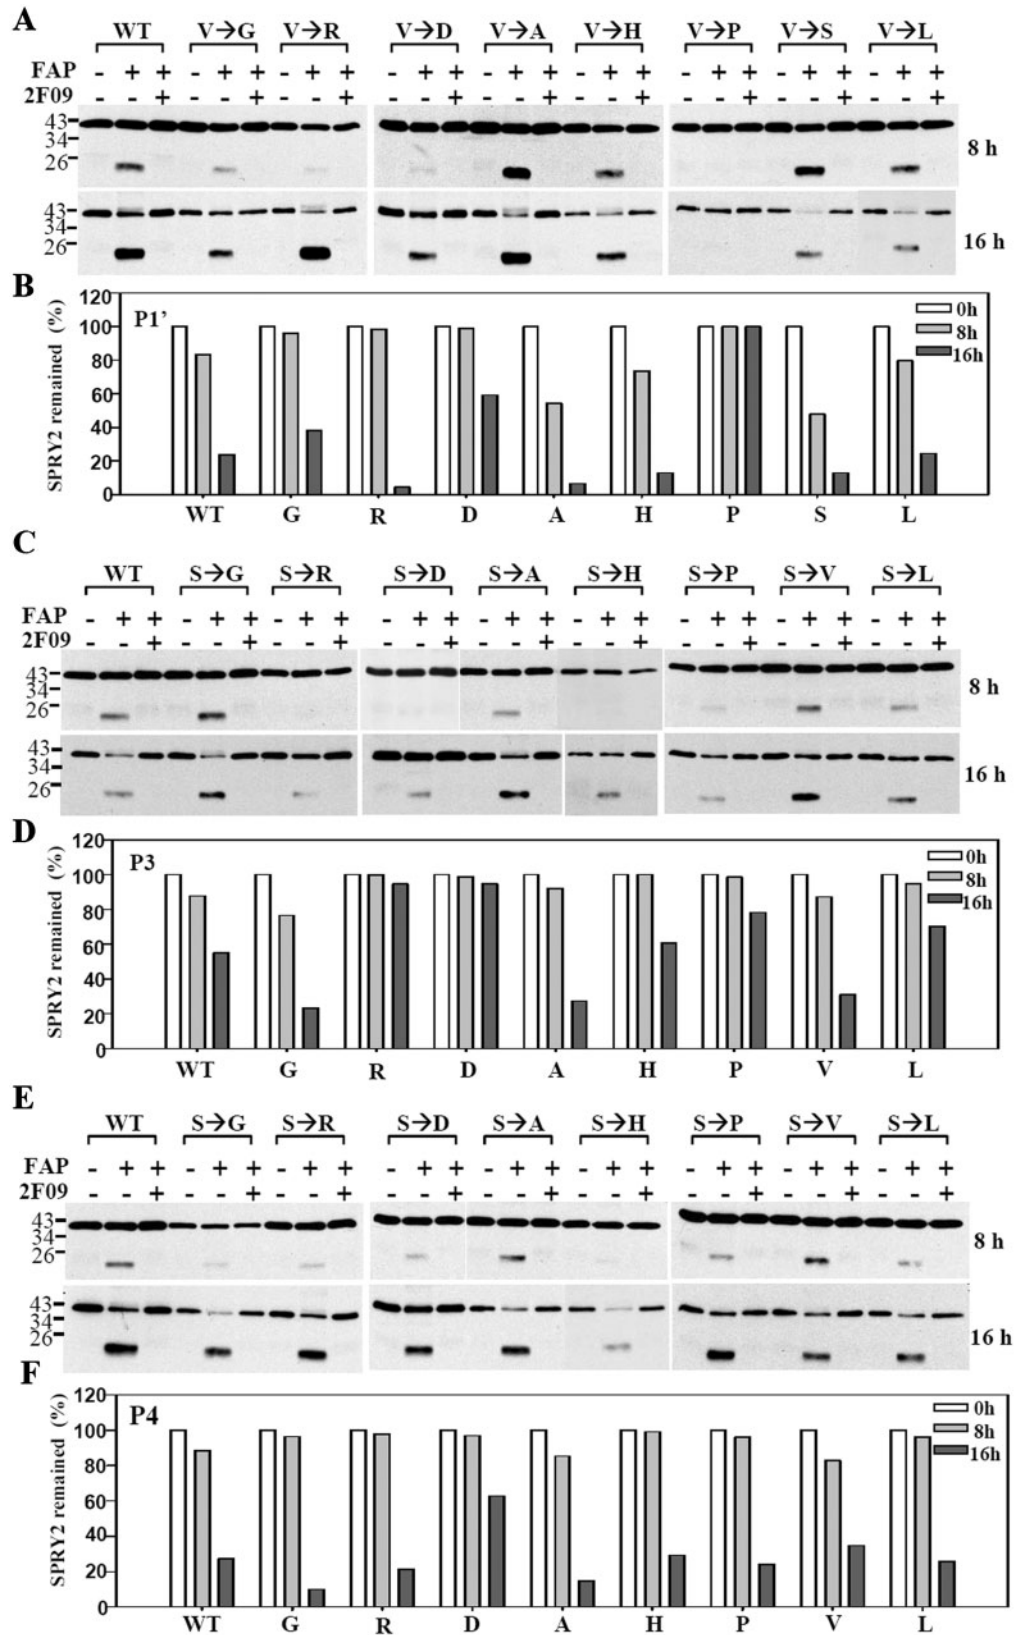 A
WT V→G V→R V→D V→A V→H V→P V→S V→L
FAP - + + - + + - + + - + + - + + - + + - + + - + + - + +
2F09 - - + - - + - - + - - + - - + - - + - - + - - + - - +
43
34
26
8 h
43
34
26
16 h
B
SPRY2 remained (%)
120
100
80
60
40
20
0
P1’
0h
8h
16h
WT G R D A H P S L
C
WT S→G S→R S→D S→A S→H S→P S→V S→L
FAP - + + - + + - + + - + + - + + - + + - + + - + + - + +
2F09 - - + - - + - - + - - + - - + - - + - - + - - + - - +
43
34
26
8 h
43
34
26
16 h
D
SPRY2 remained (%)
120
100
80
60
40
20
0
P3
0h
8h
16h
WT G R D A H P V L
E
WT S→G S→R S→D S→A S→H S→P S→V S→L
FAP - + + - + + - + + - + + - + + - + + - + + - + + - + +
2F09 - - + - - + - - + - - + - - + - - + - - + - - + - - +
43
34
26
8 h
43
34
26
16 h
F
SPRY2 remained (%)
120
100
80
60
40
20
0
P4
0h
8h
16h
WT G R D A H P V L